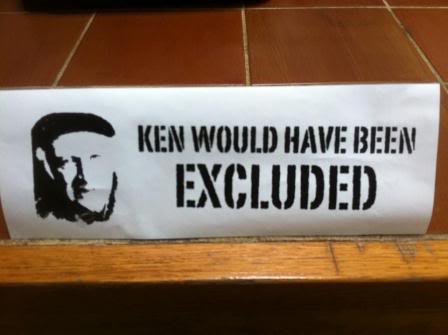 KEN WOULD HAVE BEEN
EXCLUDED